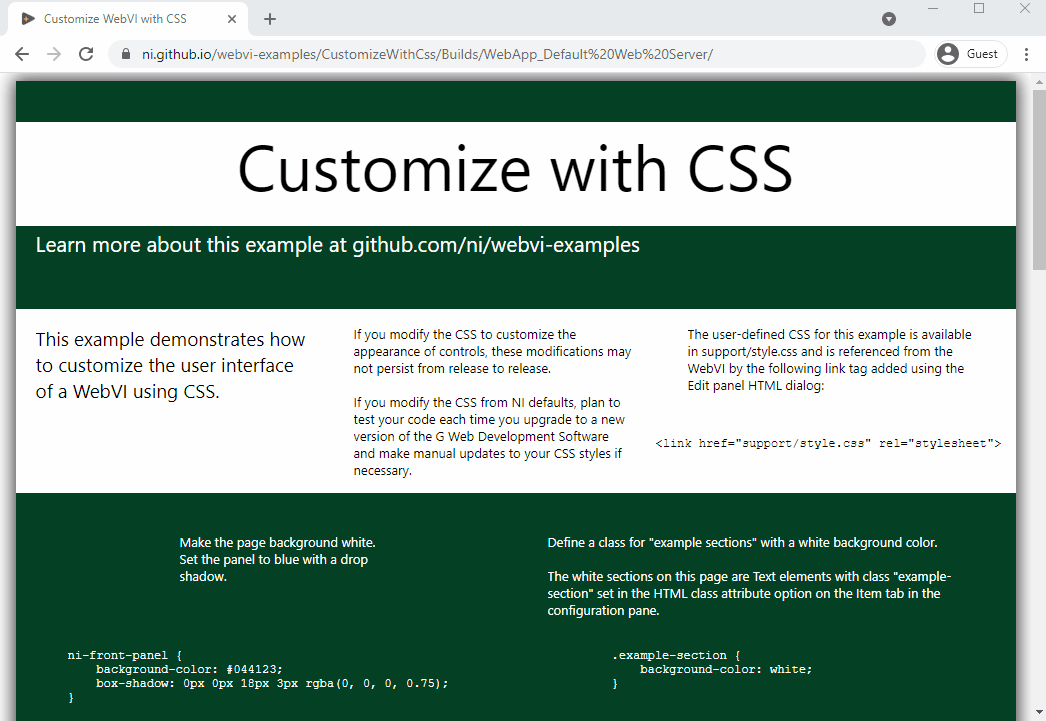 Customize WebVI with CSS
ni.github.io/webvi-examples/CustomizeWithCss/Builds/WebApp_Default%20Web%20Server/
Guest
Customize with CSS
Learn more about this example at github.com/ni/webvi-examples
This example demonstrates how
to customize the user interface
of a WebVI using CSS.
If you modify the CSS to customize the
appearance of controls, these modifications may
not persist from release to release.
If you modify the CSS from NI defaults, plan to
test your code each time you upgrade to a new
version of the G Web Development Software
and make manual updates to your CSS styles if
necessary.
The user-defined CSS for this example is available
in support/style.css and is referenced from the
WebVI by the following link tag added using the
Edit panel HTML dialog:
<link href="support/style.css" rel="stylesheet">
Make the page background white.
Set the panel to blue with a drop
shadow.
ni-front-panel {
    background-color: #044123;
    box-shadow: 0px 0px 18px 3px rgba(0, 0, 0, 0.75);
}
Define a class for "example sections" with a white background color.
The white sections on this page are Text elements with class "example-
section" set in the HTML class attribute option on the Item tab in the
configuration pane.
.example-section {
    background-color: white;
}